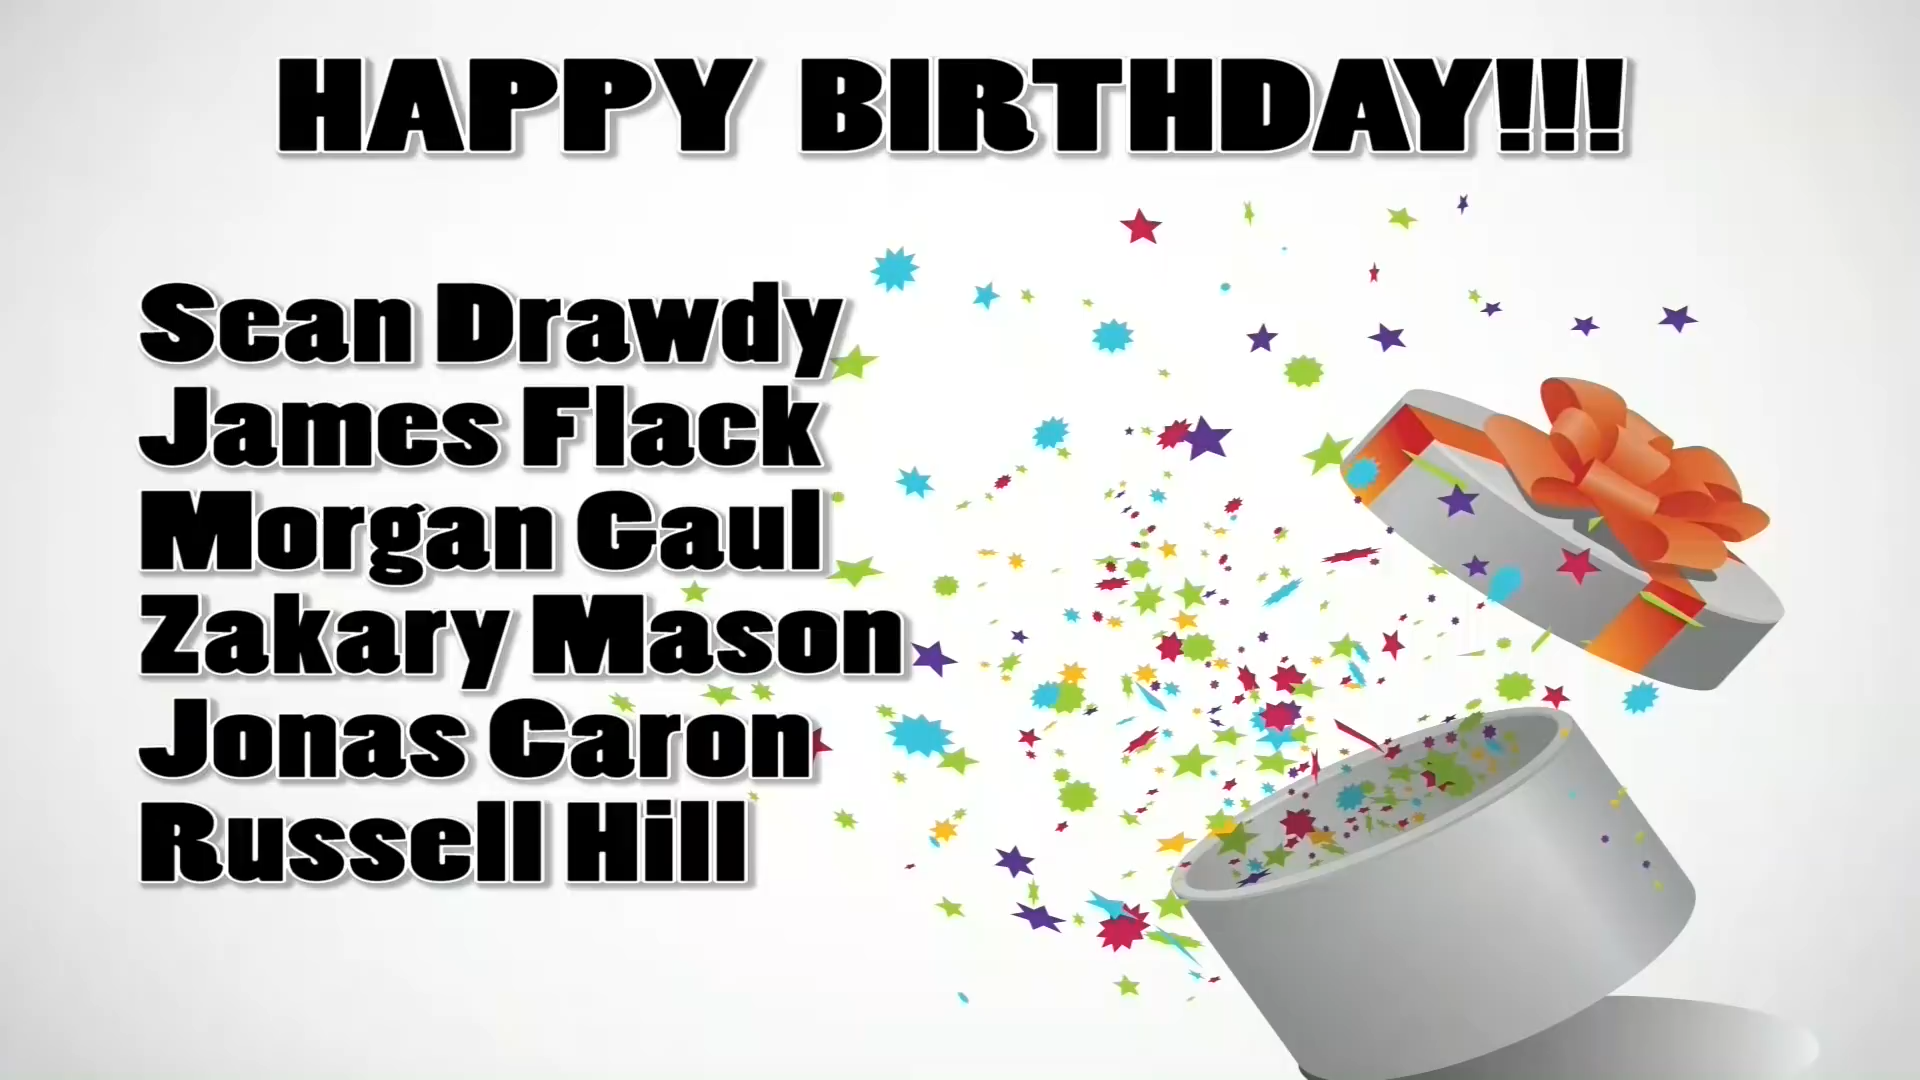 HAPPY BIRTHDAY!!!
Sean Drawdy
James Flack
Morgan Gaul
Zakary Mason
Jonas Caron
Russell Hill